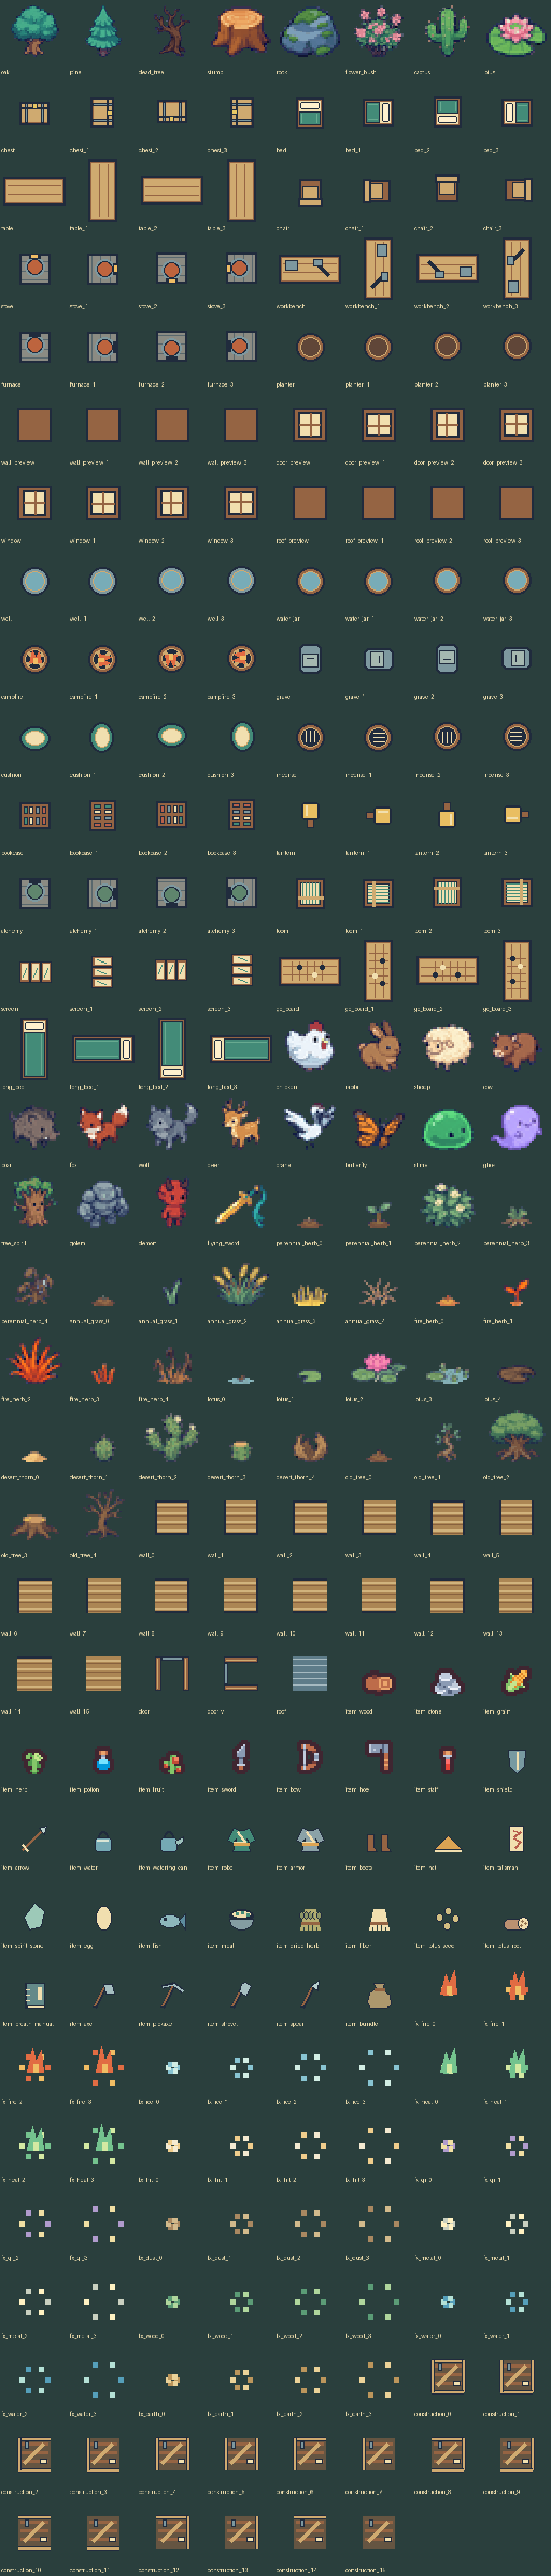 oak pine dead_tree stump rock flower_bush cactus lotus
chest chest_1 chest_2 chest_3 bed bed_1 bed_2 bed_3
table table_1 table_2 table_3 chair chair_1 chair_2 chair_3
stove stove_1 stove_2 stove_3 workbench workbench_1 workbench_2 workbench_3
furnace furnace_1 furnace_2 furnace_3 planter planter_1 planter_2 planter_3
wall_preview wall_preview_1 wall_preview_2 wall_preview_3 door_preview door_preview_1 door_preview_2 door_preview_3
window window_1 window_2 window_3 roof_preview roof_preview_1 roof_preview_2 roof_preview_3
well well_1 well_2 well_3 water_jar water_jar_1 water_jar_2 water_jar_3
campfire campfire_1 campfire_2 campfire_3 grave grave_1 grave_2 grave_3
cushion cushion_1 cushion_2 cushion_3 incense incense_1 incense_2 incense_3
bookcase bookcase_1 bookcase_2 bookcase_3 lantern lantern_1 lantern_2 lantern_3
alchemy alchemy_1 alchemy_2 alchemy_3 loom loom_1 loom_2 loom_3
screen screen_1 screen_2 screen_3 go_board go_board_1 go_board_2 go_board_3
long_bed long_bed_1 long_bed_2 long_bed_3 chicken rabbit sheep cow
boar fox wolf deer crane butterfly slime ghost
tree_spirit golem demon flying_sword perennial_herb_0 perennial_herb_1 perennial_herb_2 perennial_herb_3
perennial_herb_4 annual_grass_0 annual_grass_1 annual_grass_2 annual_grass_3 annual_grass_4 fire_herb_0 fire_herb_1
fire_herb_2 fire_herb_3 fire_herb_4 lotus_0 lotus_1 lotus_2 lotus_3 lotus_4
desert_thorn_0 desert_thorn_1 desert_thorn_2 desert_thorn_3 desert_thorn_4 old_tree_0 old_tree_1 old_tree_2
old_tree_3 old_tree_4 wall_0 wall_1 wall_2 wall_3 wall_4 wall_5
wall_6 wall_7 wall_8 wall_9 wall_10 wall_11 wall_12 wall_13
wall_14 wall_15 door door_v roof item_wood item_stone item_grain
item_herb item_potion item_fruit item_sword item_bow item_hoe item_staff item_shield
item_arrow item_water item_watering_can item_robe item_armor item_boots item_hat item_talisman
item_spirit_stone item_egg item_fish item_meal item_dried_herb item_fiber item_lotus_seed item_lotus_root
item_breath_manual item_axe item_pickaxe item_shovel item_spear item_bundle fx_fire_0 fx_fire_1
fx_fire_2 fx_fire_3 fx_ice_0 fx_ice_1 fx_ice_2 fx_ice_3 fx_heal_0 fx_heal_1
fx_heal_2 fx_heal_3 fx_hit_0 fx_hit_1 fx_hit_2 fx_hit_3 fx_qi_0 fx_qi_1
fx_qi_2 fx_qi_3 fx_dust_0 fx_dust_1 fx_dust_2 fx_dust_3 fx_metal_0 fx_metal_1
fx_metal_2 fx_metal_3 fx_wood_0 fx_wood_1 fx_wood_2 fx_wood_3 fx_water_0 fx_water_1
fx_water_2 fx_water_3 fx_earth_0 fx_earth_1 fx_earth_2 fx_earth_3 construction_0 construction_1
construction_2 construction_3 construction_4 construction_5 construction_6 construction_7 construction_8 construction_9
construction_10 construction_11 construction_12 construction_13 construction_14 construction_15